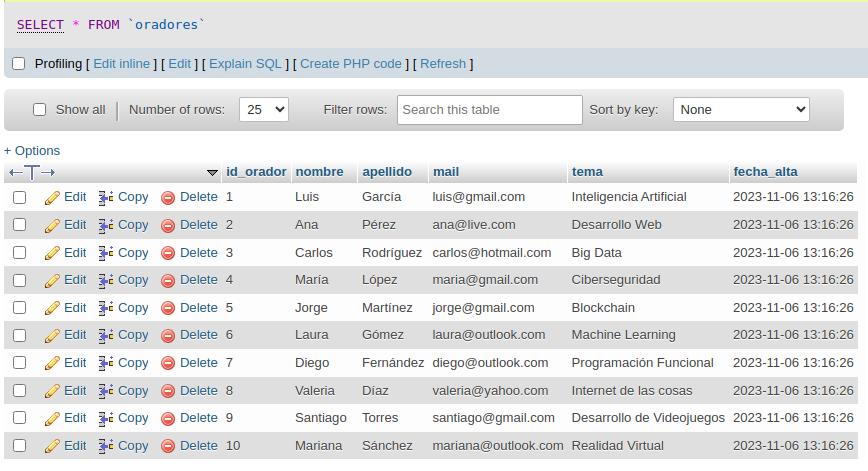 SELECT * FROM `oradores`
Profiling [ Edit inline ] [ Edit ] [ Explain SQL ] [ Create PHP code ] [ Refresh ]
Show all Number of rows: 25 Filter rows: Search this table Sort by key: None
+ Options
id_orador nombre apellido mail tema fecha_alta
Edit Copy Delete 1 Luis García luis@gmail.com Inteligencia Artificial 2023-11-06 13:16:26
Edit Copy Delete 2 Ana Pérez ana@live.com Desarrollo Web 2023-11-06 13:16:26
Edit Copy Delete 3 Carlos Rodríguez carlos@hotmail.com Big Data 2023-11-06 13:16:26
Edit Copy Delete 4 María López maria@gmail.com Ciberseguridad 2023-11-06 13:16:26
Edit Copy Delete 5 Jorge Martínez jorge@gmail.com Blockchain 2023-11-06 13:16:26
Edit Copy Delete 6 Laura Gómez laura@outlook.com Machine Learning 2023-11-06 13:16:26
Edit Copy Delete 7 Diego Fernández diego@outlook.com Programación Funcional 2023-11-06 13:16:26
Edit Copy Delete 8 Valeria Díaz valeria@yahoo.com Internet de las cosas 2023-11-06 13:16:26
Edit Copy Delete 9 Santiago Torres santiago@gmail.com Desarrollo de Videojuegos 2023-11-06 13:16:26
Edit Copy Delete 10 Mariana Sánchez mariana@outlook.com Realidad Virtual 2023-11-06 13:16:26